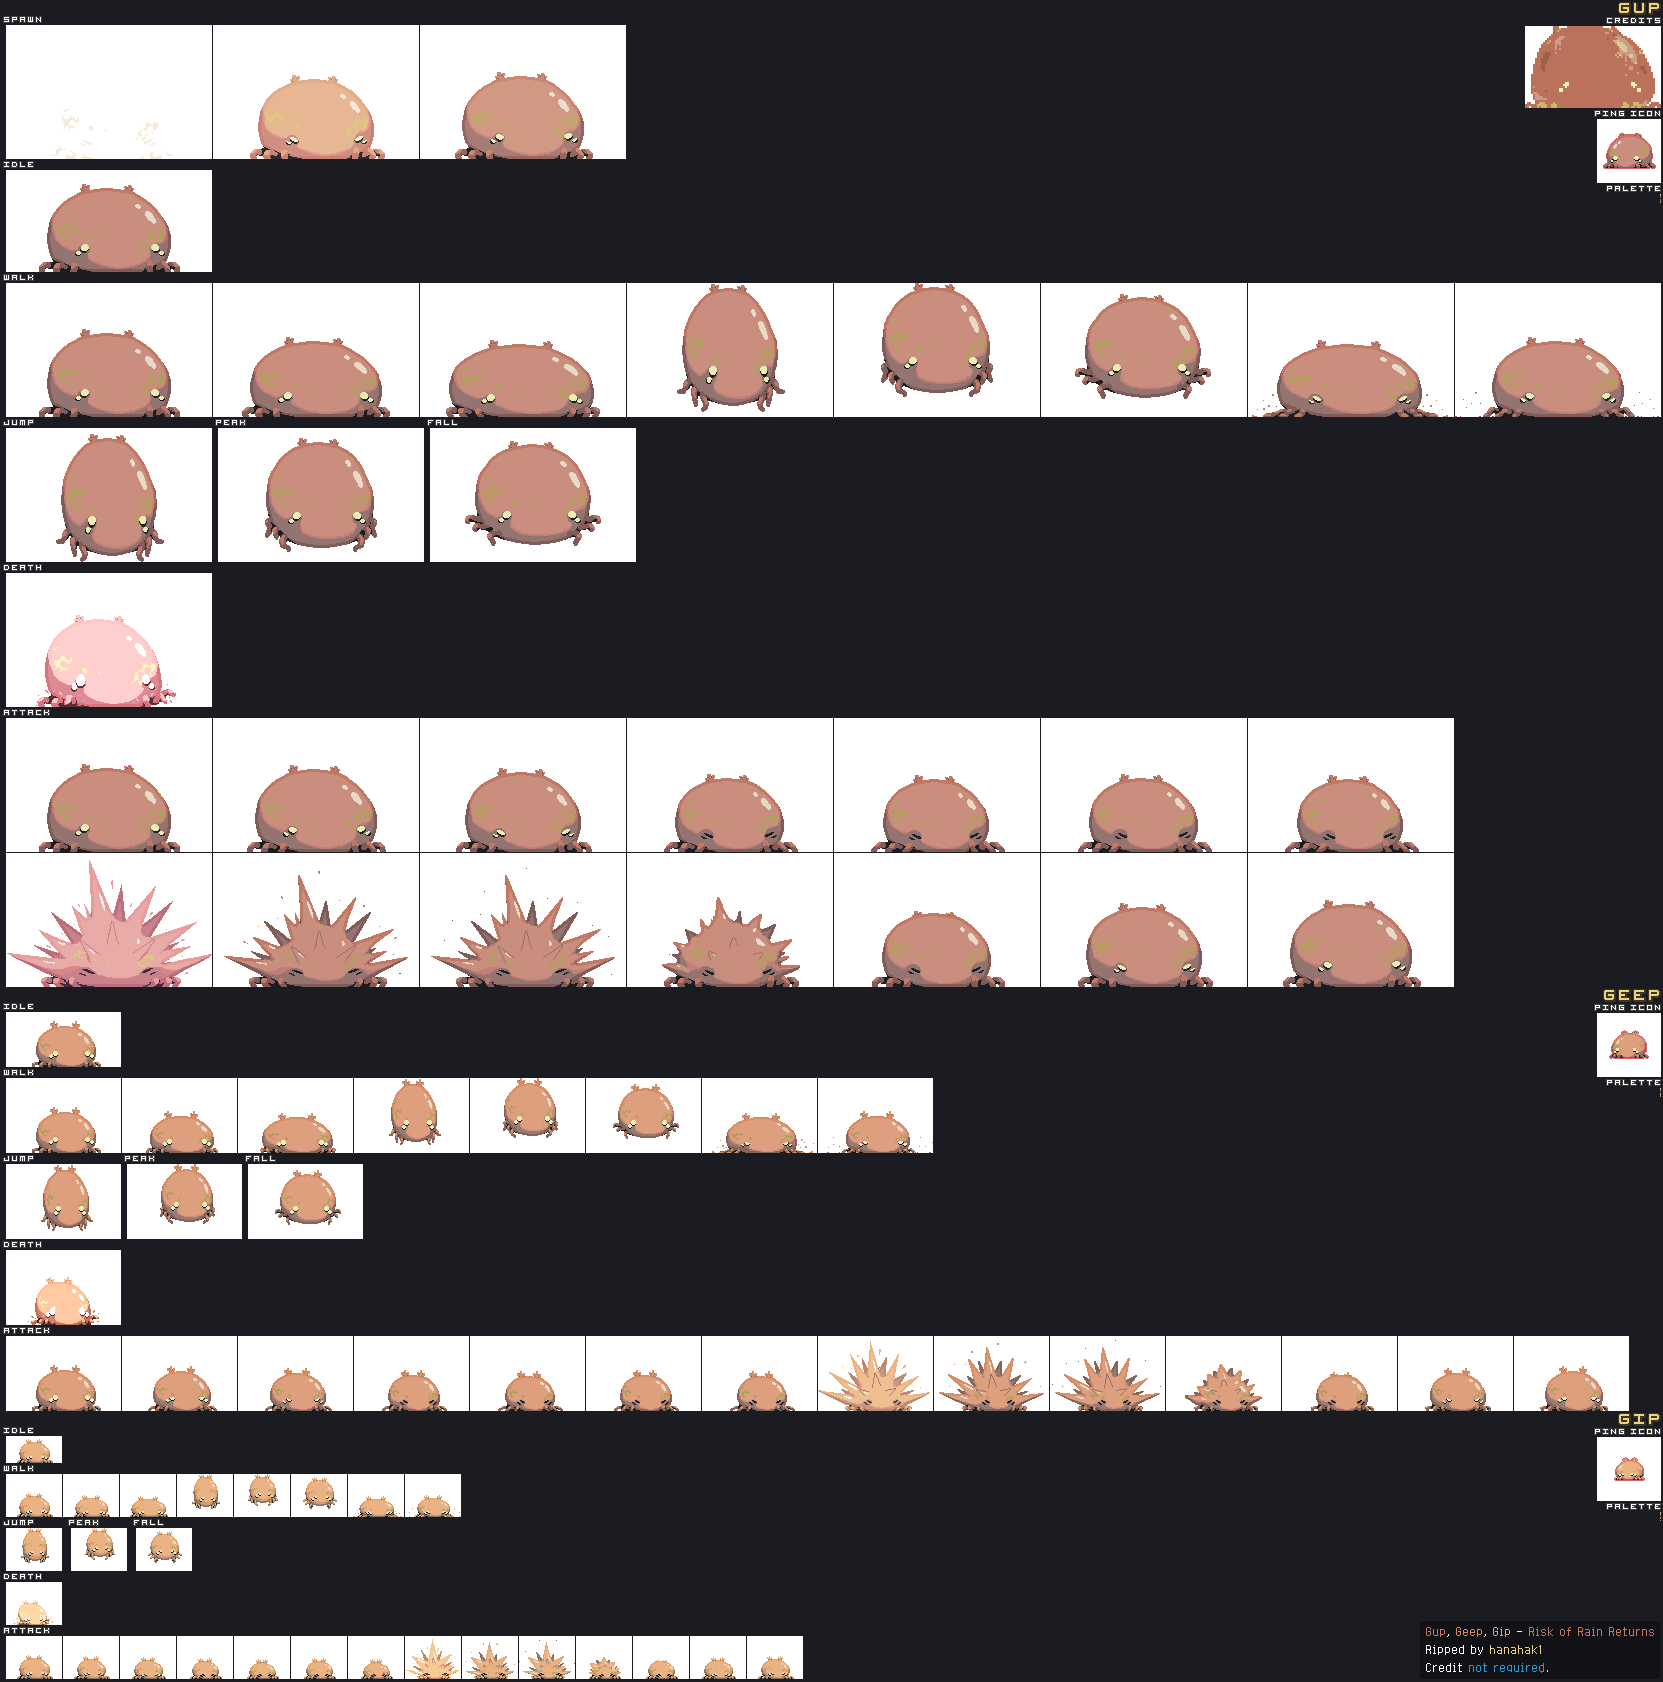 GUP
SPAWN
CREDITS
PING ICON
IDLE
PALETTE
WALK
JUMP PEAK FALL
DEATH
ATTACK
GEEP
IDLE
PING ICON
WALK
PALETTE
JUMP PEAK FALL
DEATH
ATTACK
GIP
IDLE
PING ICON
WALK
PALETTE
JUMP PEAK FALL
DEATH
ATTACK
Gup, Geep, Gip - Risk of Rain Returns
Ripped by hanahak1
Credit not required.